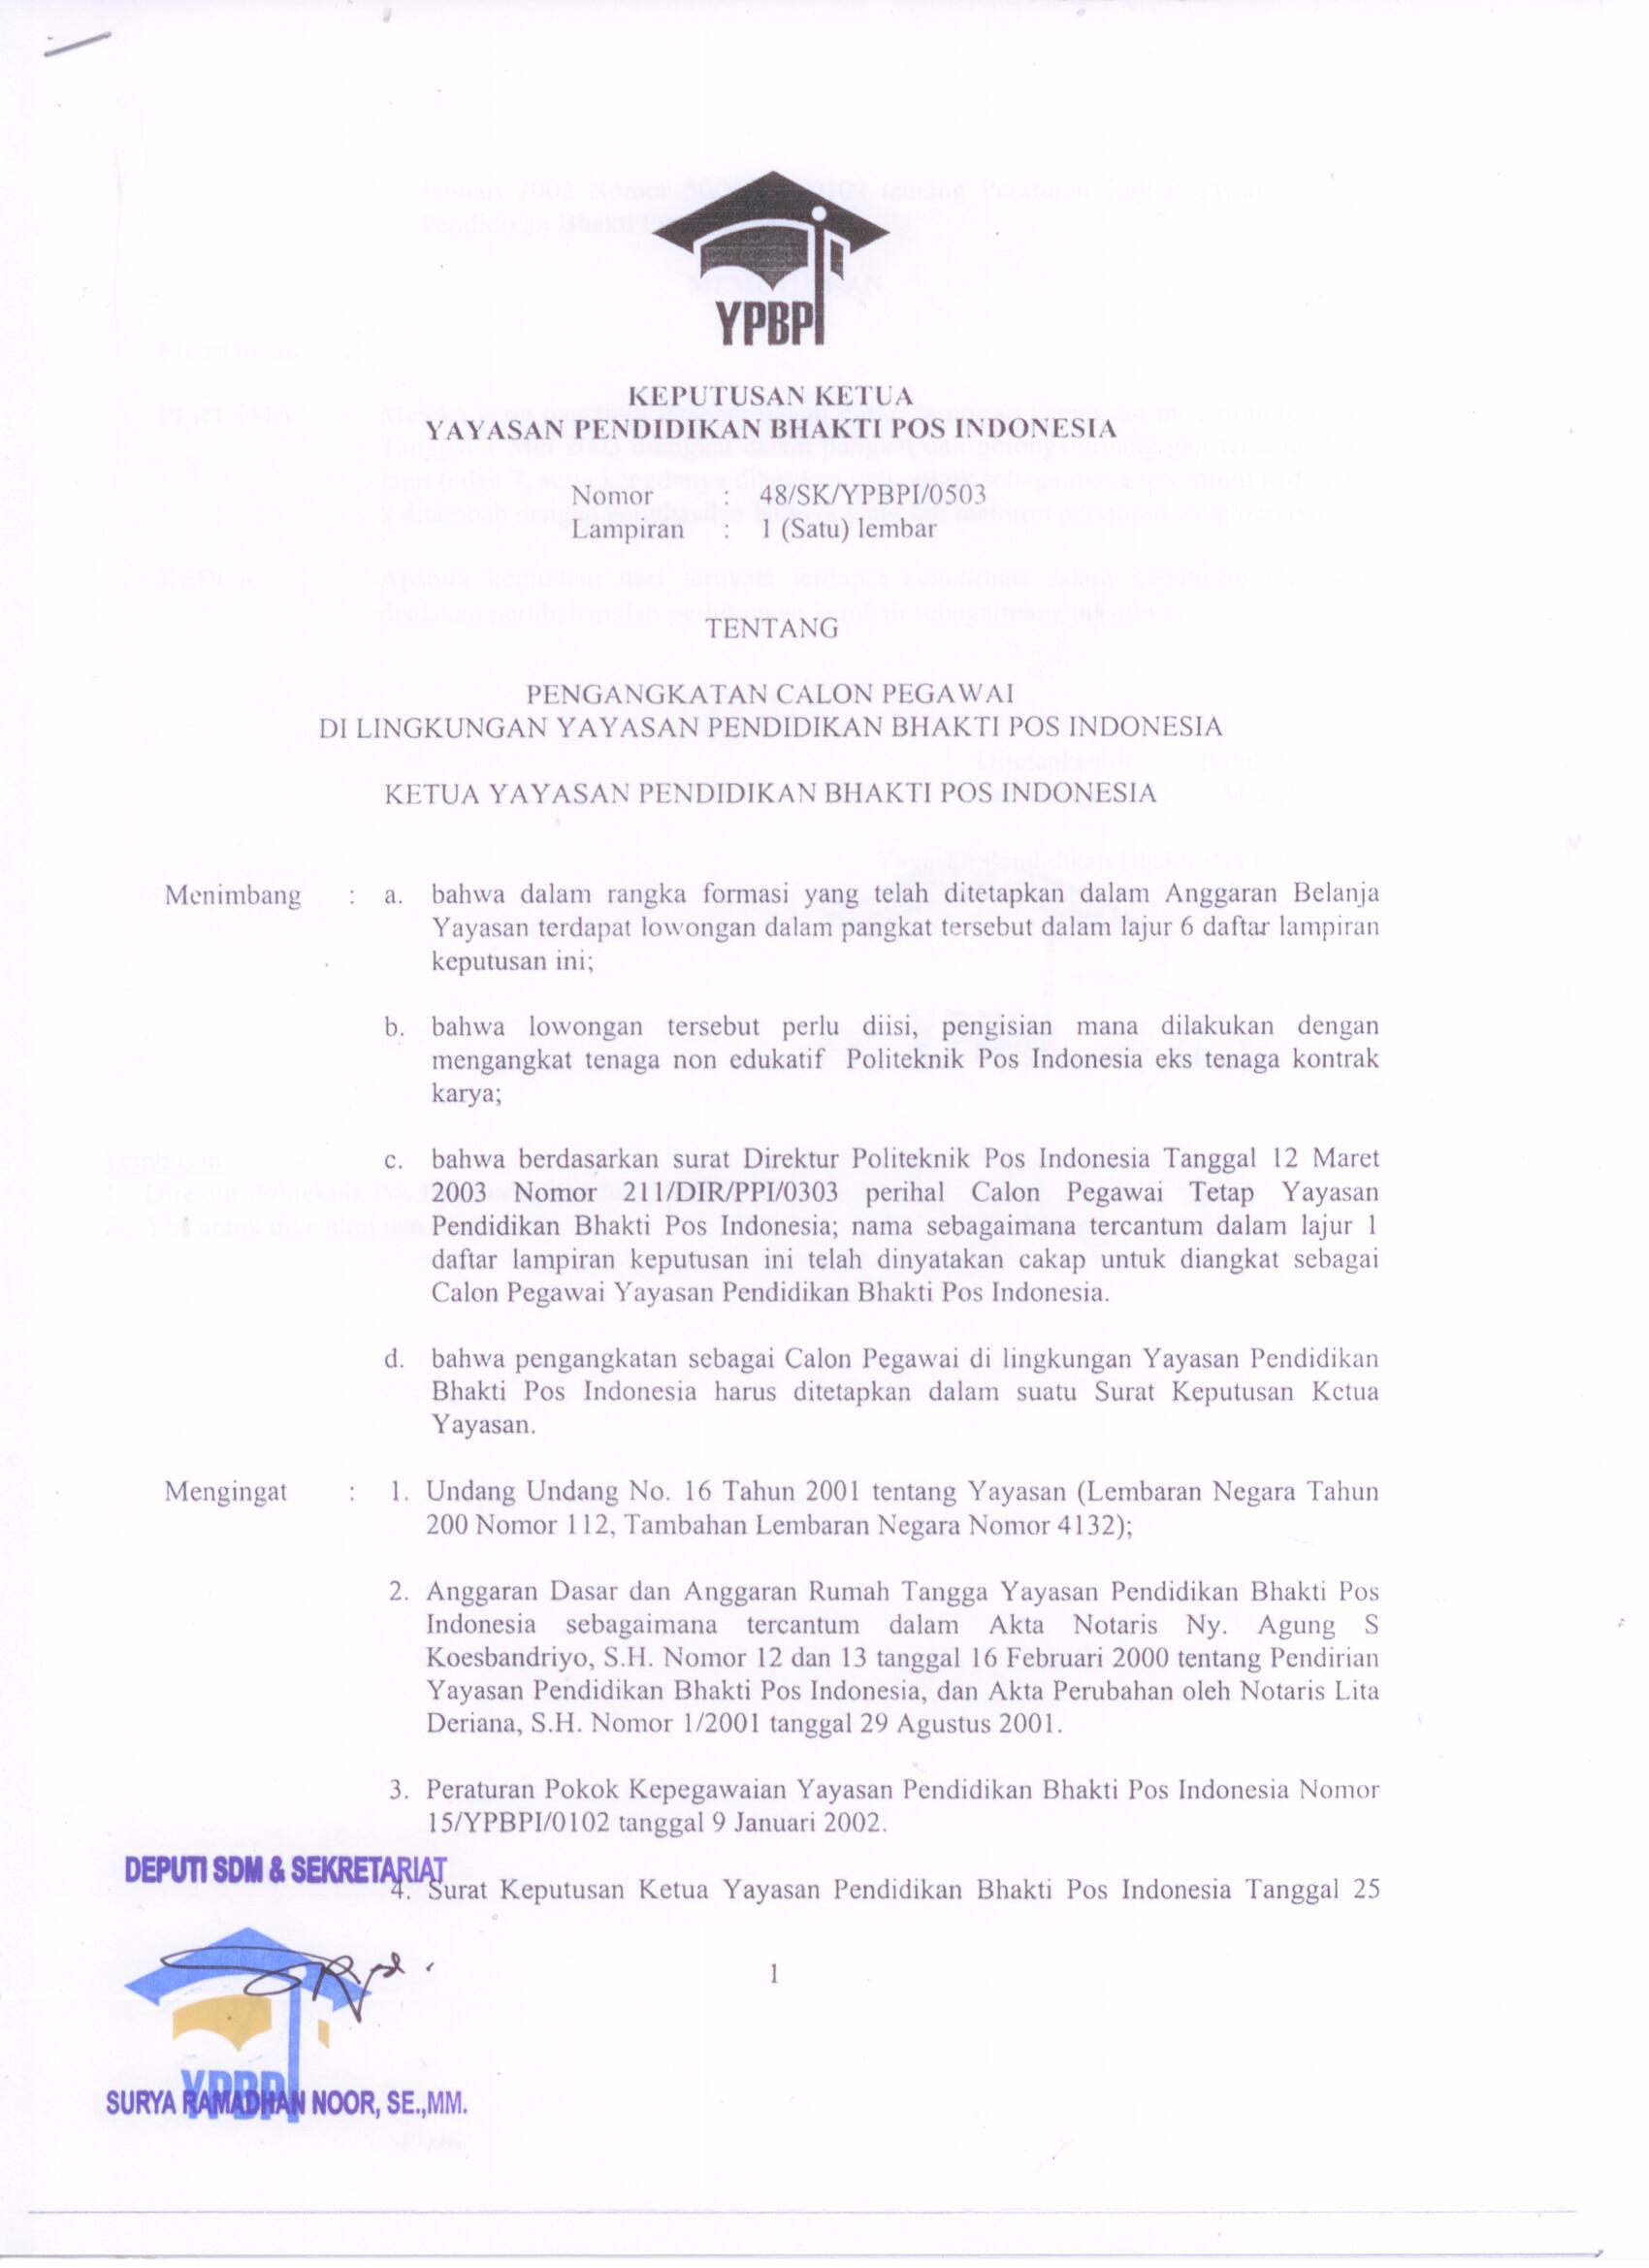 YPBPI
KEPUTUSAN KETUA
YAYASAN PENDIDIKAN BHAKTI POS INDONESIA
Nomor : 48/SK/YPBPI/0503
Lampiran : 1 (Satu) lembar
TENTANG
PENGANGKATAN CALON PEGAWAI
DI LINGKUNGAN YAYASAN PENDIDIKAN BHAKTI POS INDONESIA
KETUA YAYASAN PENDIDIKAN BHAKTI POS INDONESIA
Menimbang : a. bahwa dalam rangka formasi yang telah ditetapkan dalam Anggaran Belanja
Yayasan terdapat lowongan dalam pangkat tersebut dalam lajur 6 daftar lampiran
keputusan ini;
b. bahwa lowongan tersebut perlu diisi, pengisian mana dilakukan dengan
mengangkat tenaga non edukatif Politeknik Pos Indonesia eks tenaga kontrak
karya;
c. bahwa berdasarkan surat Direktur Politeknik Pos Indonesia Tanggal 12 Maret
2003 Nomor 211/DIR/PPI/0303 perihal Calon Pegawai Tetap Yayasan
Pendidikan Bhakti Pos Indonesia; nama sebagaimana tercantum dalam lajur 1
daftar lampiran keputusan ini telah dinyatakan cakap untuk diangkat sebagai
Calon Pegawai Yayasan Pendidikan Bhakti Pos Indonesia.
d. bahwa pengangkatan sebagai Calon Pegawai di lingkungan Yayasan Pendidikan
Bhakti Pos Indonesia harus ditetapkan dalam suatu Surat Keputusan Ketua
Yayasan.
Mengingat : 1. Undang Undang No. 16 Tahun 2001 tentang Yayasan (Lembaran Negara Tahun
200 Nomor 112, Tambahan Lembaran Negara Nomor 4132);
2. Anggaran Dasar dan Anggaran Rumah Tangga Yayasan Pendidikan Bhakti Pos
Indonesia sebagaimana tercantum dalam Akta Notaris Ny. Agung S
Koesbandriyo, S.H. Nomor 12 dan 13 tanggal 16 Februari 2000 tentang Pendirian
Yayasan Pendidikan Bhakti Pos Indonesia, dan Akta Perubahan oleh Notaris Lita
Deriana, S.H. Nomor 1/2001 tanggal 29 Agustus 2001.
3. Peraturan Pokok Kepegawaian Yayasan Pendidikan Bhakti Pos Indonesia Nomor
15/YPBPI/0102 tanggal 9 Januari 2002.
DEPUTI SDM & SEKRETARIAT
4. Surat Keputusan Ketua Yayasan Pendidikan Bhakti Pos Indonesia Tanggal 25
1
YPBPI
SURYA RAMADHAN NOOR, SE.,MM.